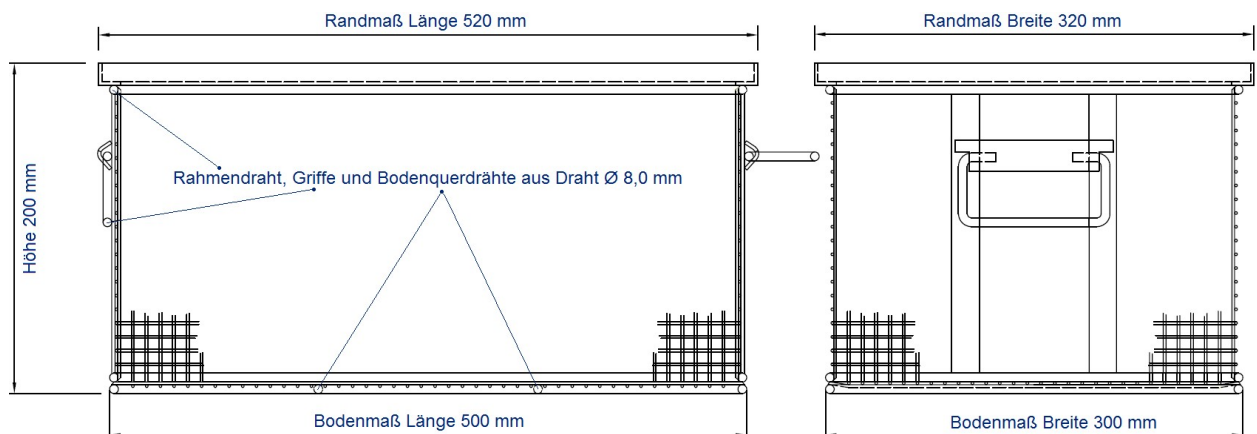 Randmaß Länge 520 mm
Randmaß Breite 320 mm
Höhe 200 mm
Rahmendraht, Griffe und Bodenquerdrähte aus Draht Ø 8,0 mm
Bodenmaß Länge 500 mm
Bodenmaß Breite 300 mm